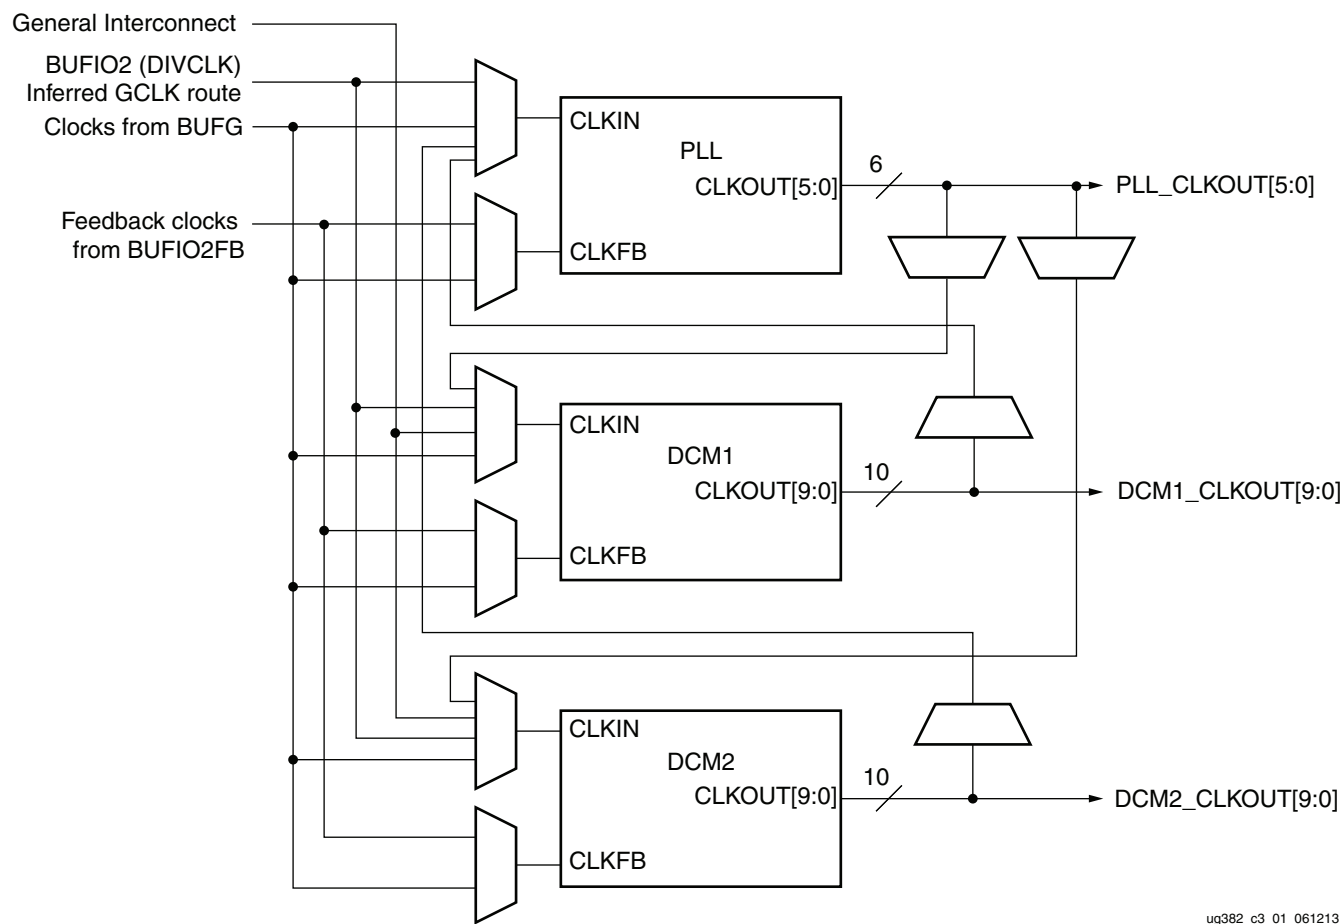 General Interconnect
BUFIO2 (DIVCLK)
Inferred GCLK route
Clocks from BUFG
Feedback clocks
from BUFIO2FB
CLKIN
PLL
CLKOUT[5:0]
CLKFB
6
PLL_CLKOUT[5:0]
CLKIN
DCM1
CLKOUT[9:0]
CLKFB
10
DCM1_CLKOUT[9:0]
CLKIN
DCM2
CLKOUT[9:0]
CLKFB
10
DCM2_CLKOUT[9:0]
ug382_c3_01_061213